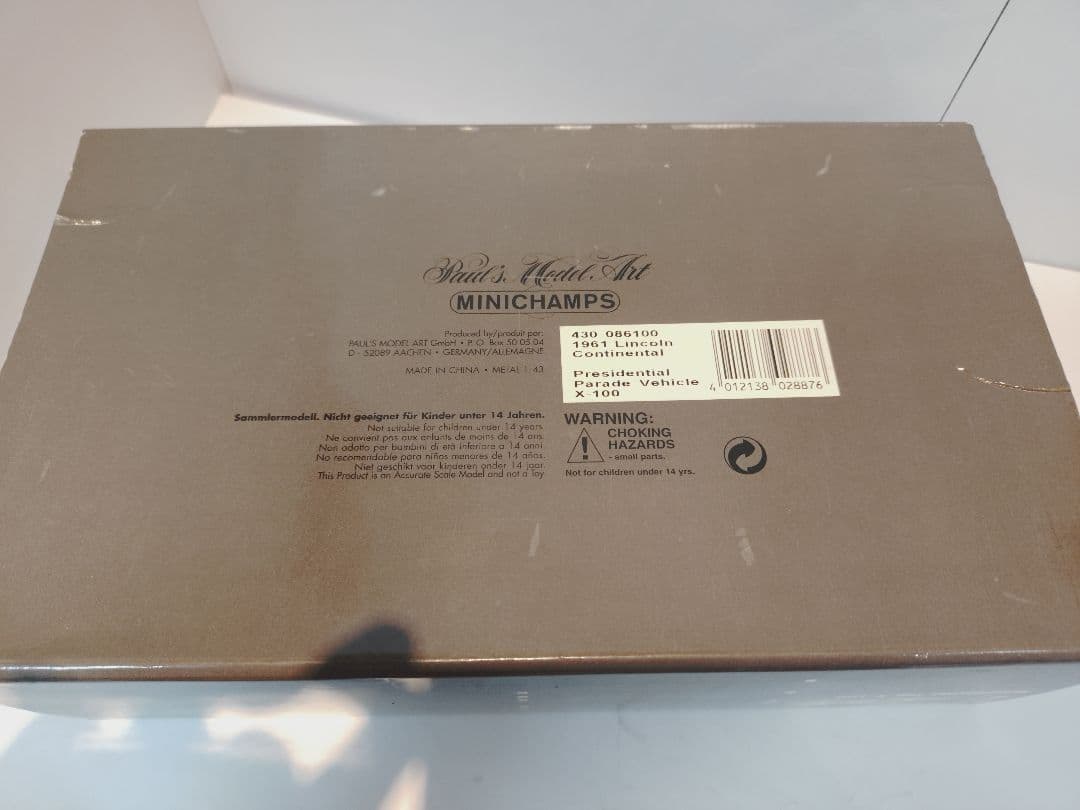 Paul's Model Art
MINICHAMPS
Produced by/produit par:
PAUL'S MODEL ART GmbH • P. O. Box 50 05 04
D - 52089 AACHEN • GERMANY/ALLEMAGNE
MADE IN CHINA • METAL 1:43
430 086100
1961 Lincoln
Continental
Presidential
Parade Vehicle
X-100
4 012138 028876
Sammlermodell. Nicht geeignet für Kinder unter 14 Jahren.
Not suitable for children under 14 years.
Ne convient pas aux enfants de moins de 14 ans.
Non adatto per bambini di età inferiore a 14 anni.
No recomendable para niños menores de 14 años.
Niet geschikt voor kinderen onder 14 jaar.
This Product is an Accurate Scale Model and not a Toy
WARNING:
CHOKING
HAZARDS
- small parts.
Not for children under 14 yrs.